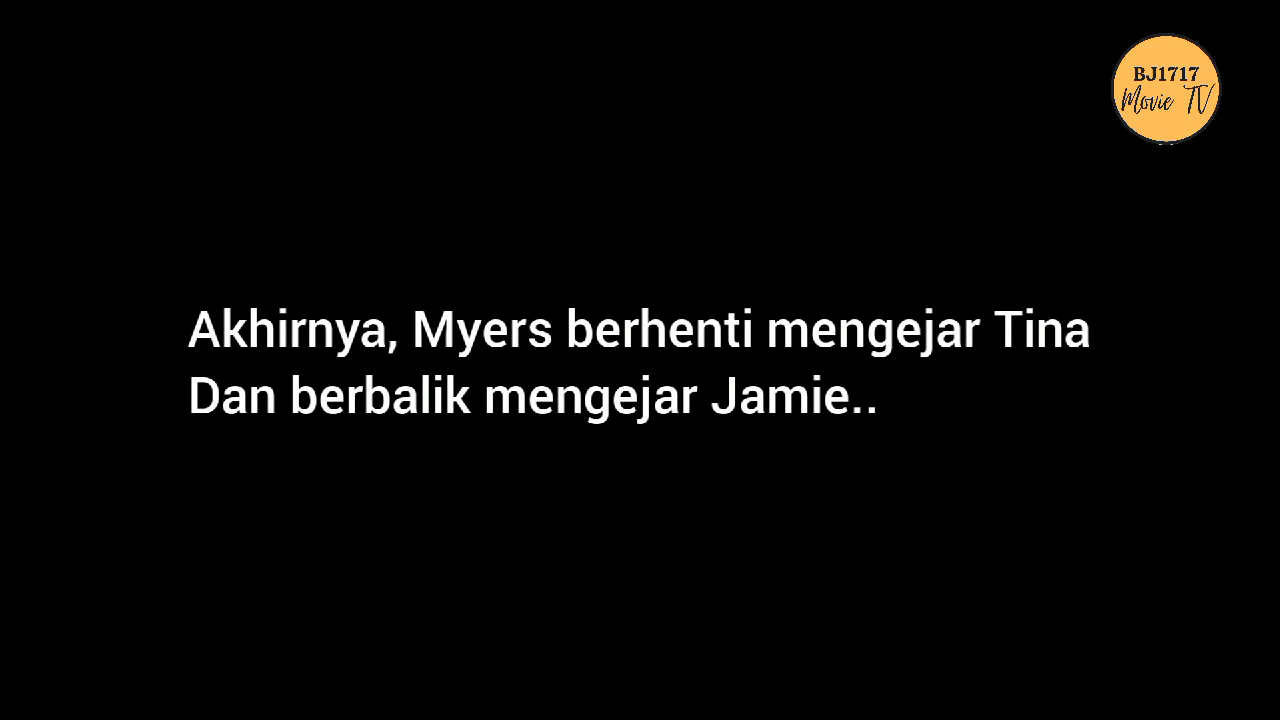 BJ1717
Movie TV
Akhirnya, Myers berhenti mengejar Tina
Dan berbalik mengejar Jamie..